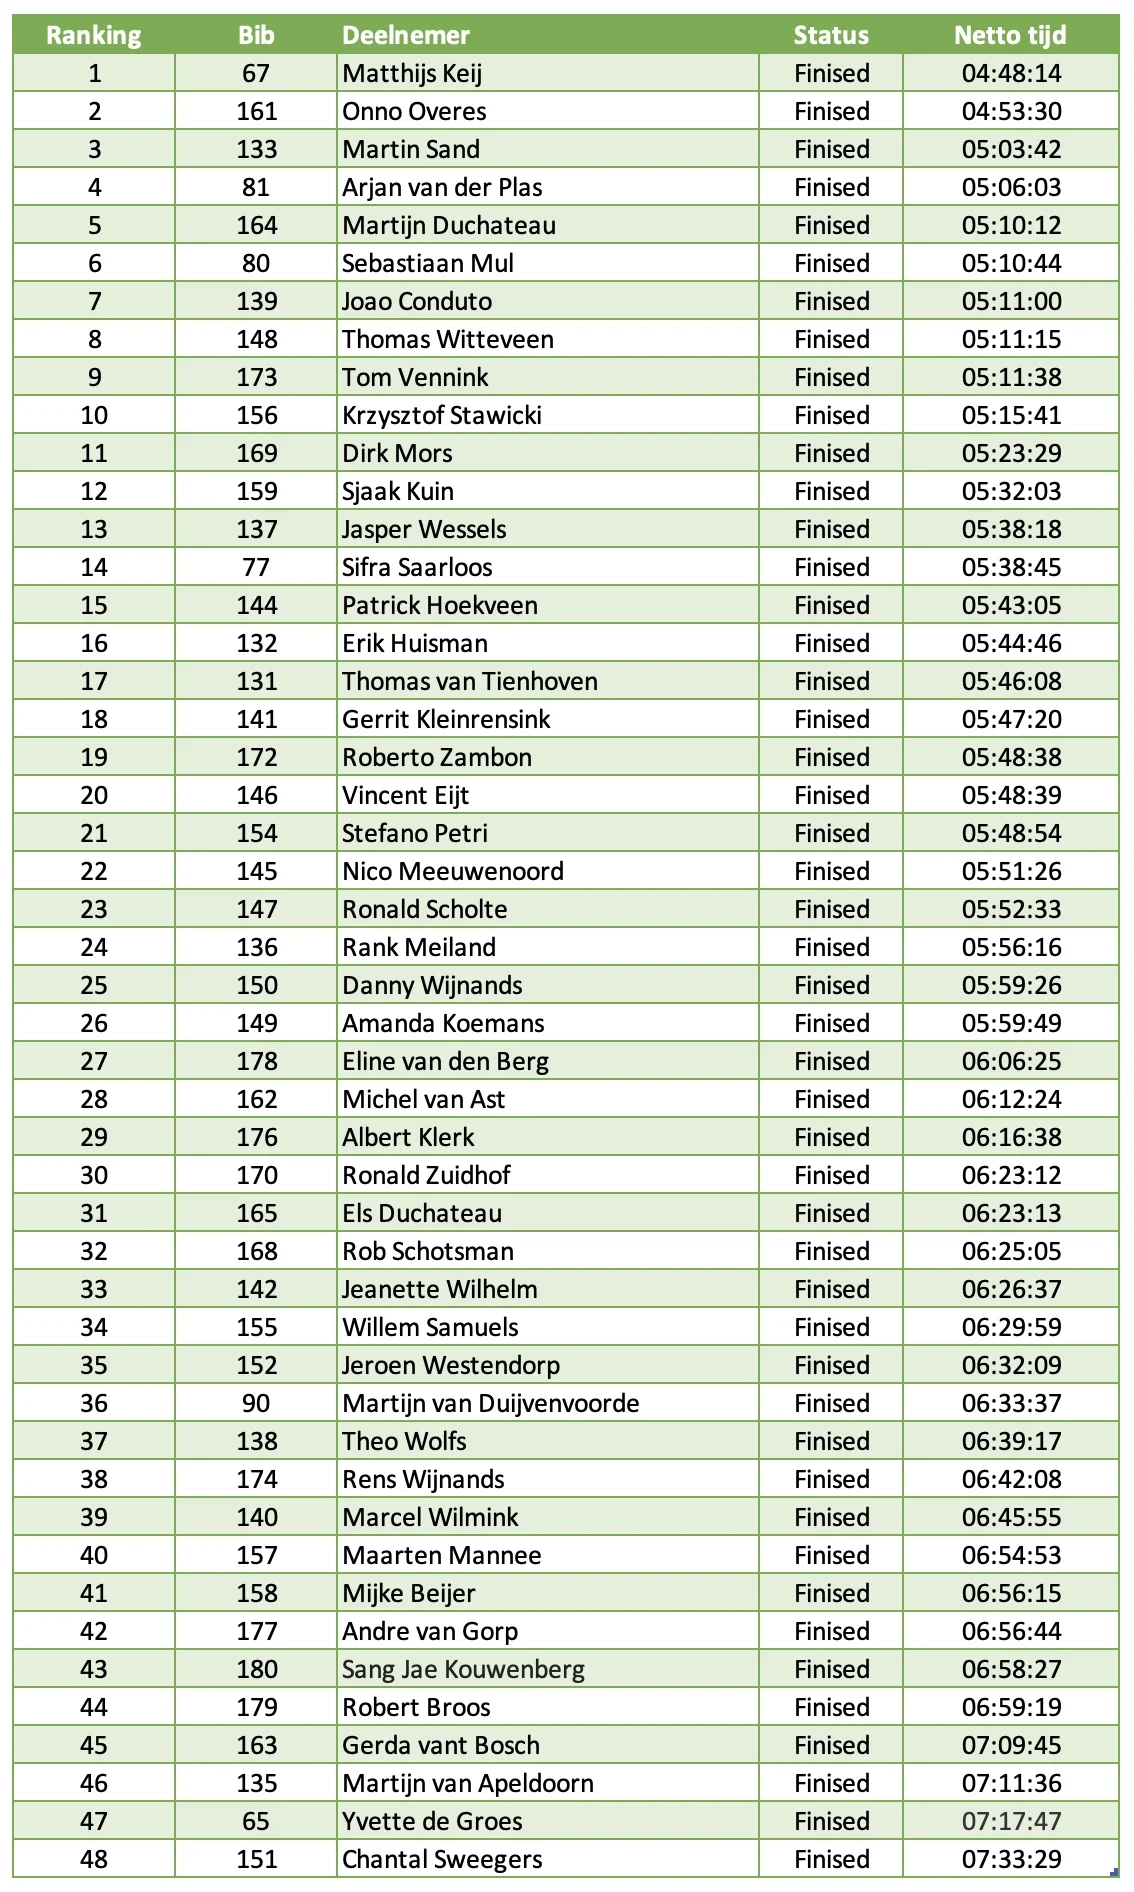 Ranking Bib Deelnemer Status Netto tijd
1 67 Matthijs Keij Finised 04:48:14
2 161 Onno Overes Finised 04:53:30
3 133 Martin Sand Finised 05:03:42
4 81 Arjan van der Plas Finised 05:06:03
5 164 Martijn Duchateau Finised 05:10:12
6 80 Sebastiaan Mul Finised 05:10:44
7 139 Joao Conduto Finised 05:11:00
8 148 Thomas Witteveen Finised 05:11:15
9 173 Tom Vennink Finised 05:11:38
10 156 Krzysztof Stawicki Finised 05:15:41
11 169 Dirk Mors Finised 05:23:29
12 159 Sjaak Kuin Finised 05:32:03
13 137 Jasper Wessels Finised 05:38:18
14 77 Sifra Saarloos Finised 05:38:45
15 144 Patrick Hoekveen Finised 05:43:05
16 132 Erik Huisman Finised 05:44:46
17 131 Thomas van Tienhoven Finised 05:46:08
18 141 Gerrit Kleinrensink Finised 05:47:20
19 172 Roberto Zambon Finised 05:48:38
20 146 Vincent Eijt Finised 05:48:39
21 154 Stefano Petri Finised 05:48:54
22 145 Nico Meeuwenoord Finised 05:51:26
23 147 Ronald Scholte Finised 05:52:33
24 136 Rank Meiland Finised 05:56:16
25 150 Danny Wijnands Finised 05:59:26
26 149 Amanda Koemans Finised 05:59:49
27 178 Eline van den Berg Finised 06:06:25
28 162 Michel van Ast Finised 06:12:24
29 176 Albert Klerk Finised 06:16:38
30 170 Ronald Zuidhof Finised 06:23:12
31 165 Els Duchateau Finised 06:23:13
32 168 Rob Schotsman Finised 06:25:05
33 142 Jeanette Wilhelm Finised 06:26:37
34 155 Willem Samuels Finised 06:29:59
35 152 Jeroen Westendorp Finised 06:32:09
36 90 Martijn van Duijvenvoorde Finised 06:33:37
37 138 Theo Wolfs Finised 06:39:17
38 174 Rens Wijnands Finised 06:42:08
39 140 Marcel Wilmink Finised 06:45:55
40 157 Maarten Mannee Finised 06:54:53
41 158 Mijke Beijer Finised 06:56:15
42 177 Andre van Gorp Finised 06:56:44
43 180 Sang Jae Kouwenberg Finised 06:58:27
44 179 Robert Broos Finised 06:59:19
45 163 Gerda vant Bosch Finised 07:09:45
46 135 Martijn van Apeldoorn Finised 07:11:36
47 65 Yvette de Groes Finised 07:17:47
48 151 Chantal Sweegers Finised 07:33:29